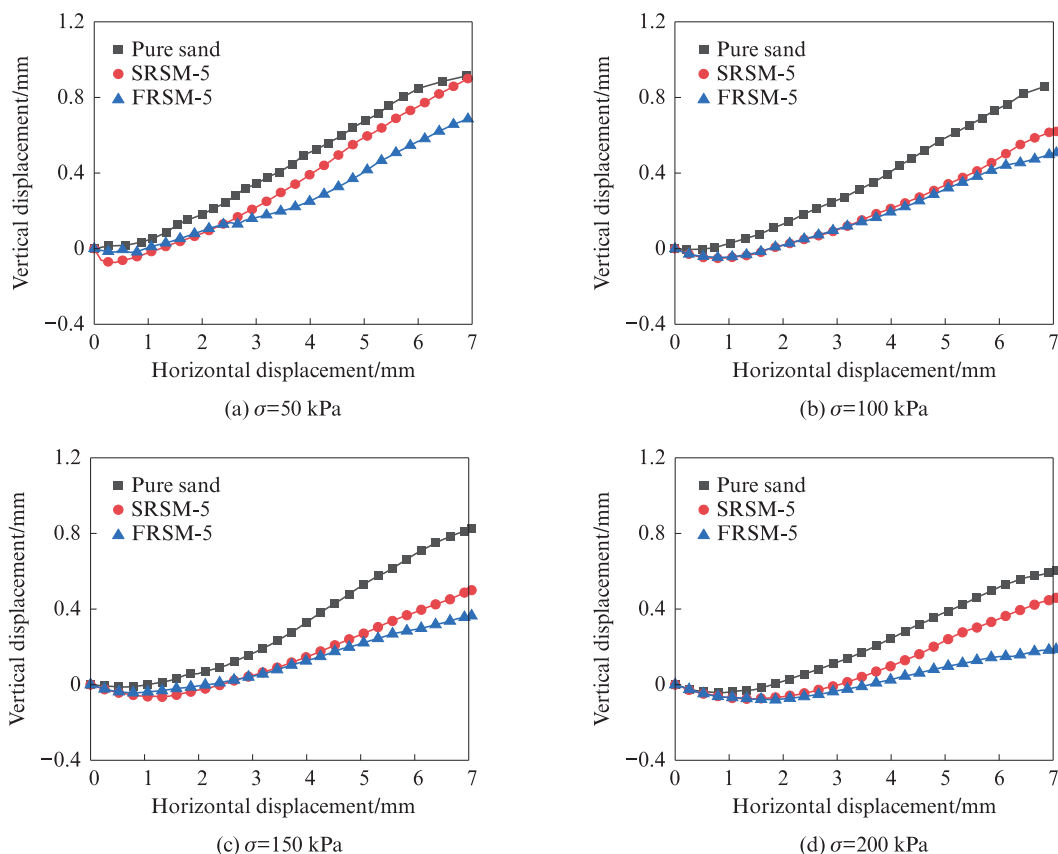 1.2
0.8
0.4
0
−0.4
Vertical displacement/mm
Pure sand
SRSM-5
FRSM-5
0 1 2 3 4 5 6 7
Horizontal displacement/mm
(a) σ=50 kPa
1.2
0.8
0.4
0
−0.4
Vertical displacement/mm
Pure sand
SRSM-5
FRSM-5
0 1 2 3 4 5 6 7
Horizontal displacement/mm
(b) σ=100 kPa
1.2
0.8
0.4
0
−0.4
Vertical displacement/mm
Pure sand
SRSM-5
FRSM-5
0 1 2 3 4 5 6 7
Horizontal displacement/mm
(c) σ=150 kPa
1.2
0.8
0.4
0
−0.4
Vertical displacement/mm
Pure sand
SRSM-5
FRSM-5
0 1 2 3 4 5 6 7
Horizontal displacement/mm
(d) σ=200 kPa